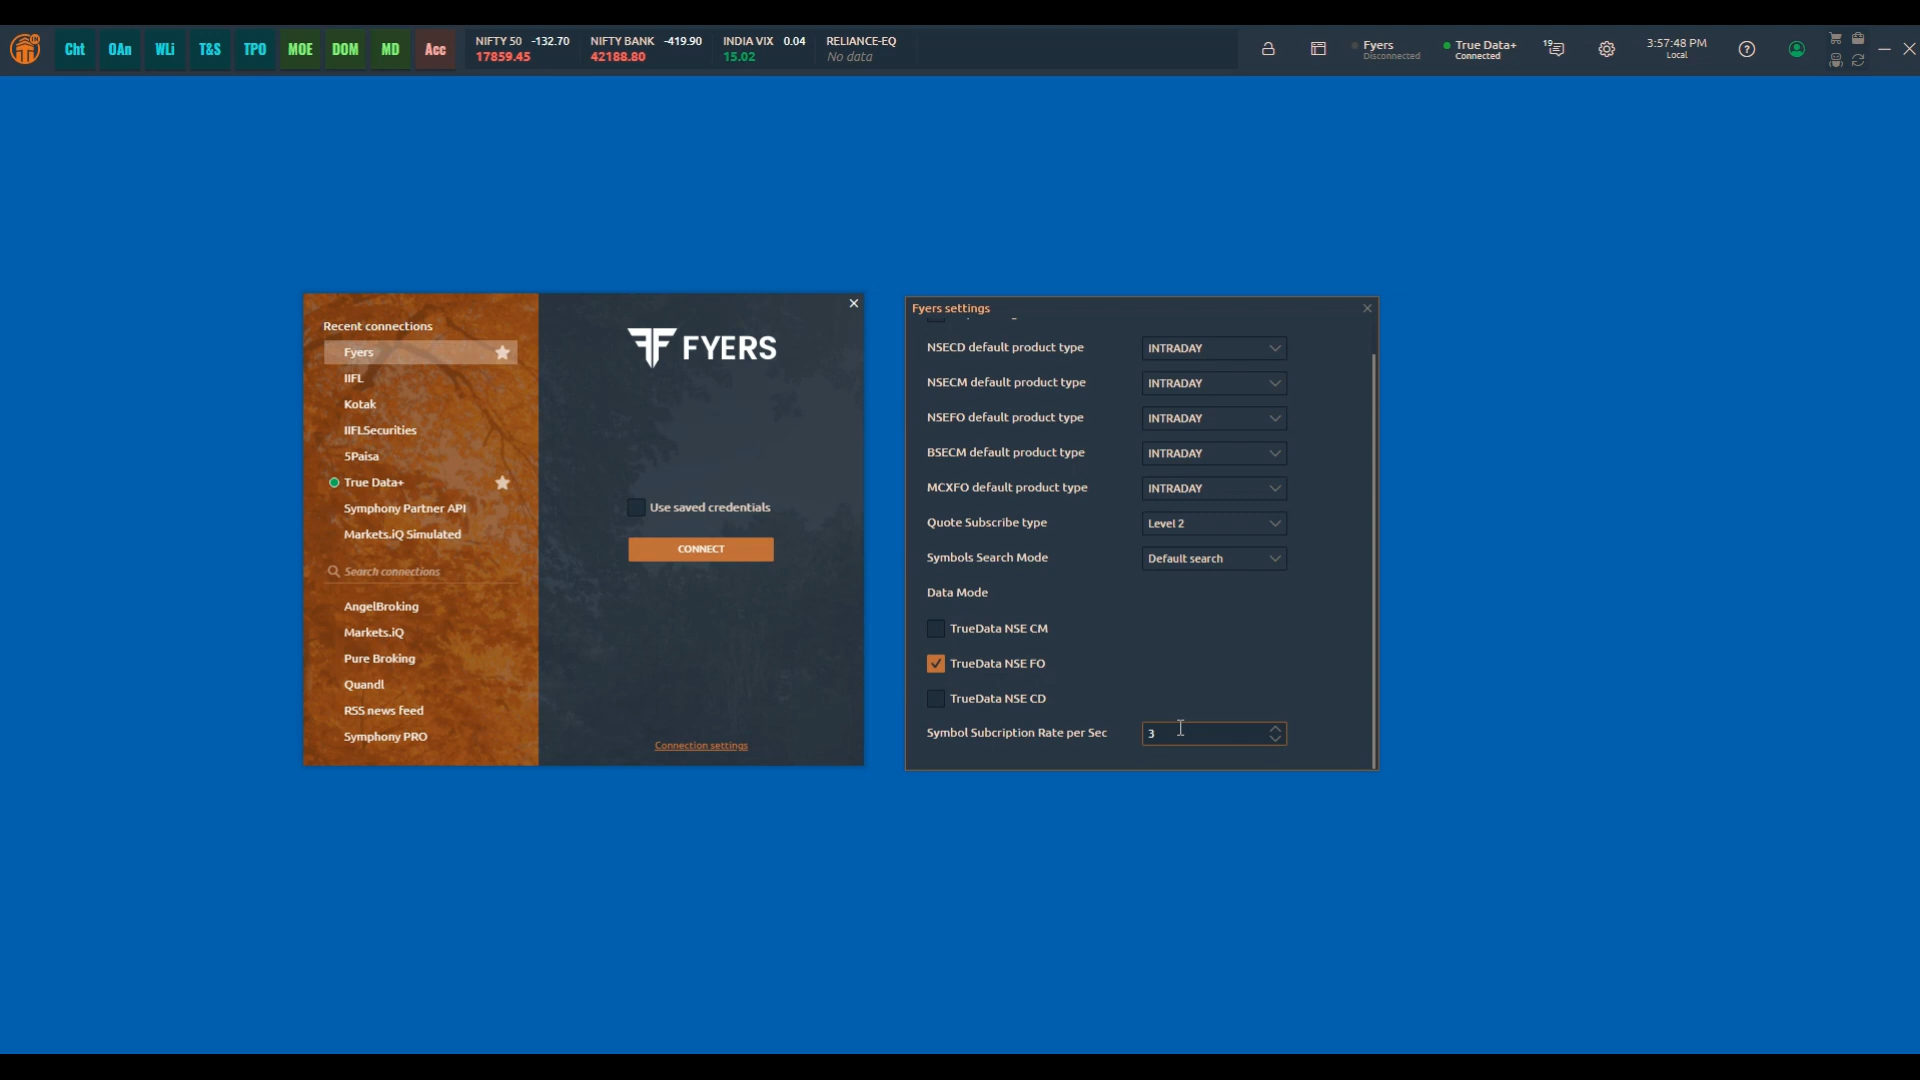 Cht OAn WLi T&S TPO MOE DOM MD Acc
NIFTY 50 -132.70
17859.45
NIFTY BANK -419.90
42188.80
INDIA VIX 0.04
15.02
RELIANCE-EQ
No data
Fyers
Disconnected
True Data+
Connected
19
3:57:48 PM
Local
Recent connections
Fyers
IIFL
Kotak
IIFLSecurities
5Paisa
True Data+
Symphony Partner API
Markets.iQ Simulated
Search connections
AngelBroking
Markets.iQ
Pure Broking
Quandl
RSS news feed
Symphony PRO
FYERS
Use saved credentials
CONNECT
Connection settings
Fyers settings
NSECD default product type INTRADAY
NSECM default product type INTRADAY
NSEFO default product type INTRADAY
BSECM default product type INTRADAY
MCXFO default product type INTRADAY
Quote Subscribe type Level 2
Symbols Search Mode Default search
Data Mode
TrueData NSE CM
TrueData NSE FO
TrueData NSE CD
Symbol Subcription Rate per Sec 3